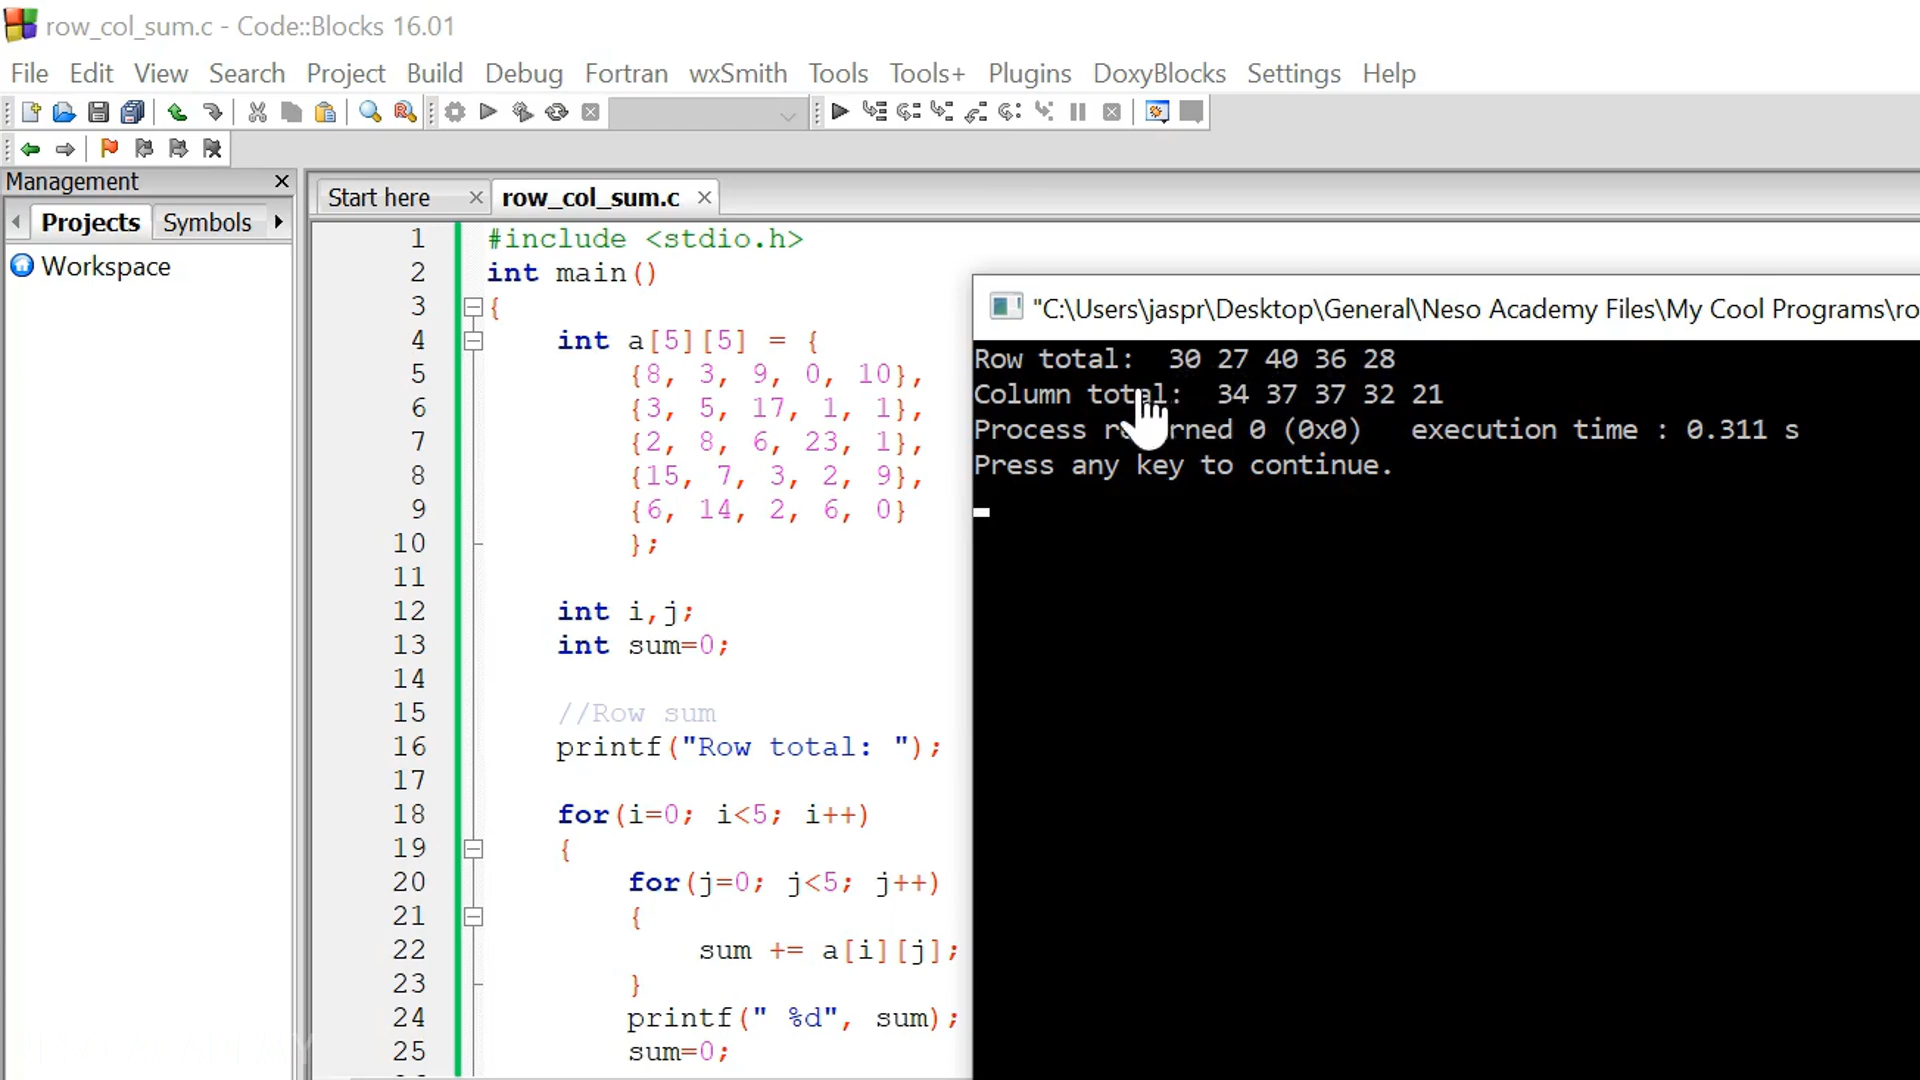 row_col_sum.c - Code::Blocks 16.01
File Edit View Search Project Build Debug Fortran wxSmith Tools Tools+ Plugins DoxyBlocks Settings Help
Management
Projects Symbols
Workspace
Start here row_col_sum.c
1 #include <stdio.h>
2 int main()
3 {
4 int a[5][5] = {
5 {8, 3, 9, 0, 10},
6 {3, 5, 17, 1, 1},
7 {2, 8, 6, 23, 1},
8 {15, 7, 3, 2, 9},
9 {6, 14, 2, 6, 0}
10 };
11
12 int i,j;
13 int sum=0;
14
15 //Row sum
16 printf("Row total: ");
17
18 for(i=0; i<5; i++)
19 {
20 for(j=0; j<5; j++)
21 {
22 sum += a[i][j];
23 }
24 printf(" %d", sum);
25 sum=0;
"C:\Users\jaspr\Desktop\General\Neso Academy Files\My Cool Programs\ro
Row total: 30 27 40 36 28
Column total: 34 37 37 32 21
Process returned 0 (0x0) execution time : 0.311 s
Press any key to continue.